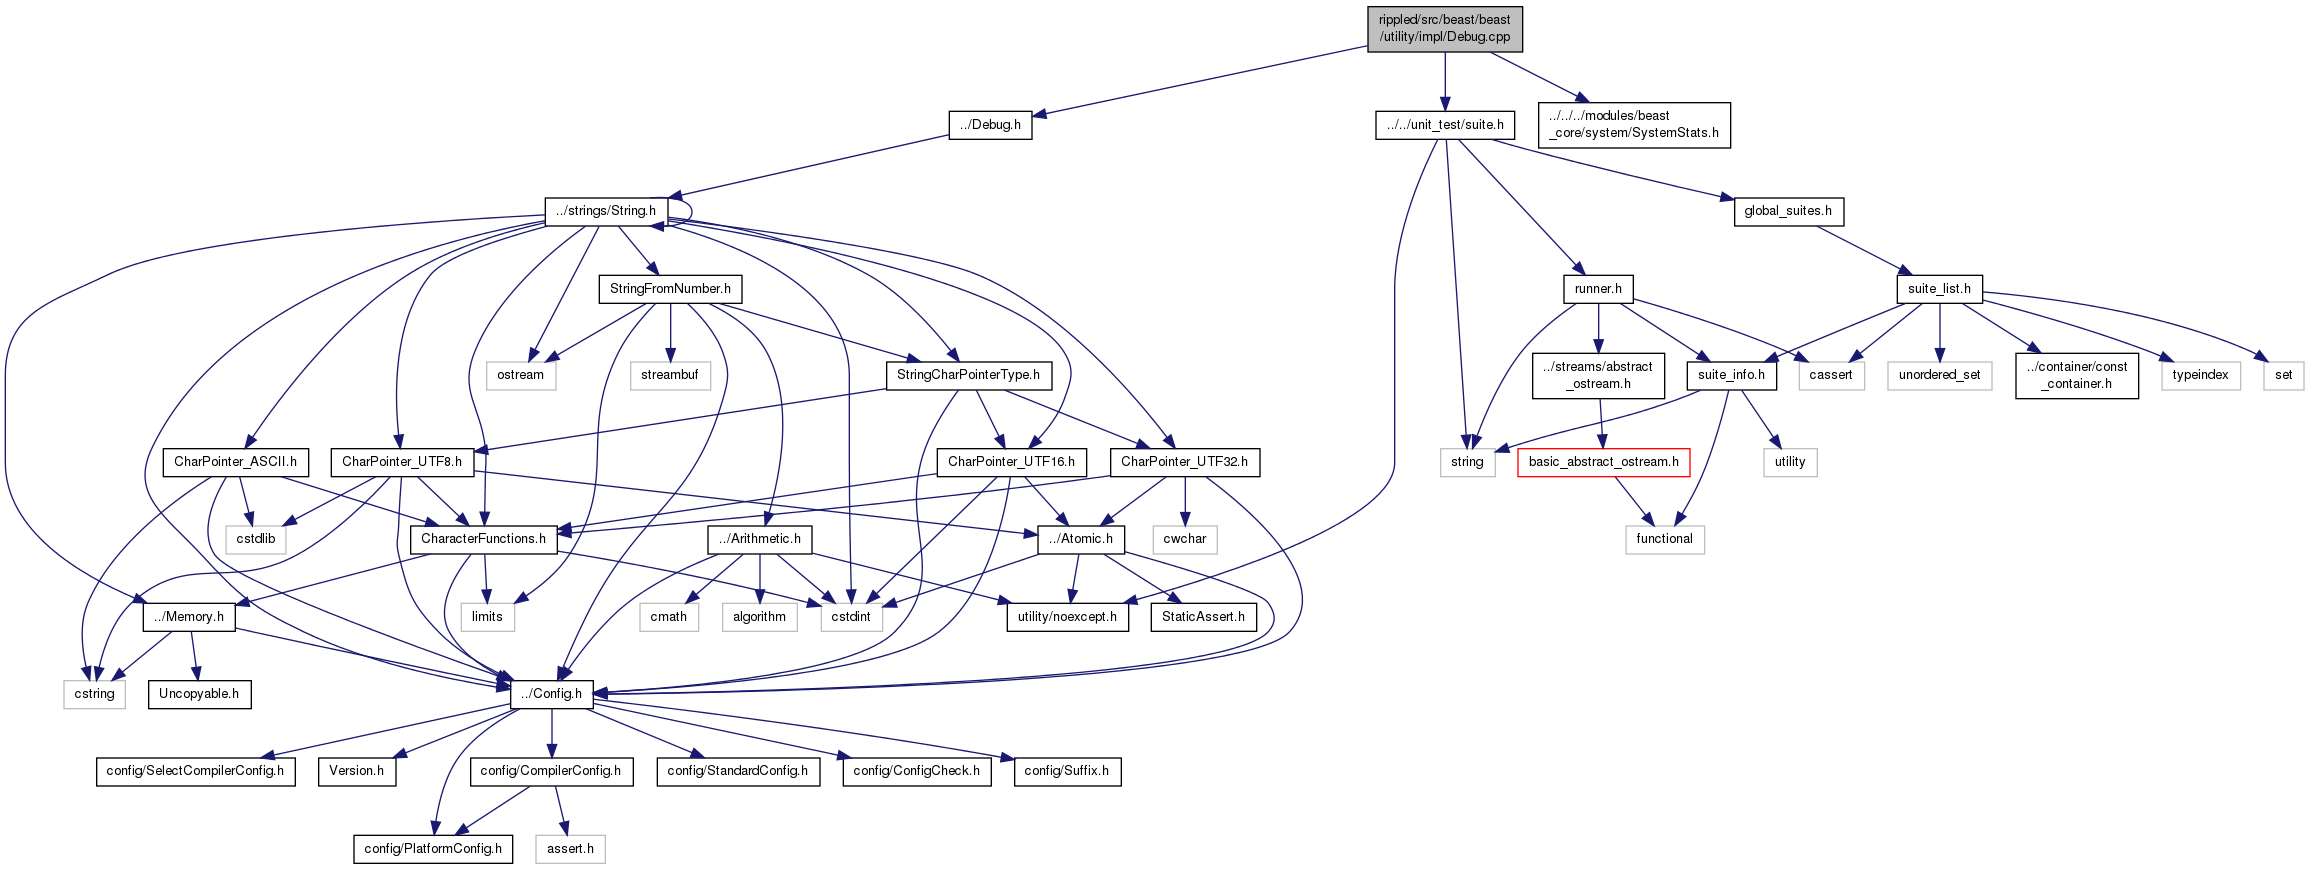 rippled/src/beast/beast
/utility/impl/Debug.cpp
../Debug.h
../../unit_test/suite.h
../../../modules/beast
_core/system/SystemStats.h
../strings/String.h
global_suites.h
StringFromNumber.h
runner.h
suite_list.h
ostream
streambuf
StringCharPointerType.h
../streams/abstract
_ostream.h
suite_info.h
cassert
unordered_set
../container/const
_container.h
typeindex
set
CharPointer_ASCII.h
CharPointer_UTF8.h
CharPointer_UTF16.h
CharPointer_UTF32.h
string
basic_abstract_ostream.h
utility
cstdlib
CharacterFunctions.h
../Arithmetic.h
../Atomic.h
cwchar
functional
../Memory.h
limits
cmath
algorithm
cstdint
utility/noexcept.h
StaticAssert.h
cstring
Uncopyable.h
../Config.h
config/SelectCompilerConfig.h
Version.h
config/CompilerConfig.h
config/StandardConfig.h
config/ConfigCheck.h
config/Suffix.h
config/PlatformConfig.h
assert.h